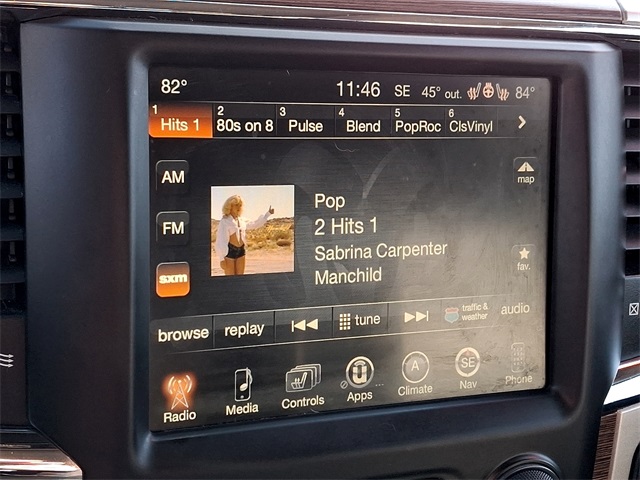 82° 11:46 SE 45° out. 84°
1 Hits 1 2 80s on 8 3 Pulse 4 Blend 5 PopRoc 6 ClsVinyl
AM
map
Pop
FM
2 Hits 1
Sabrina Carpenter
fav.
sxm
Manchild
browse replay tune traffic & weather audio
Radio Media Controls Apps A Climate SE Nav Phone